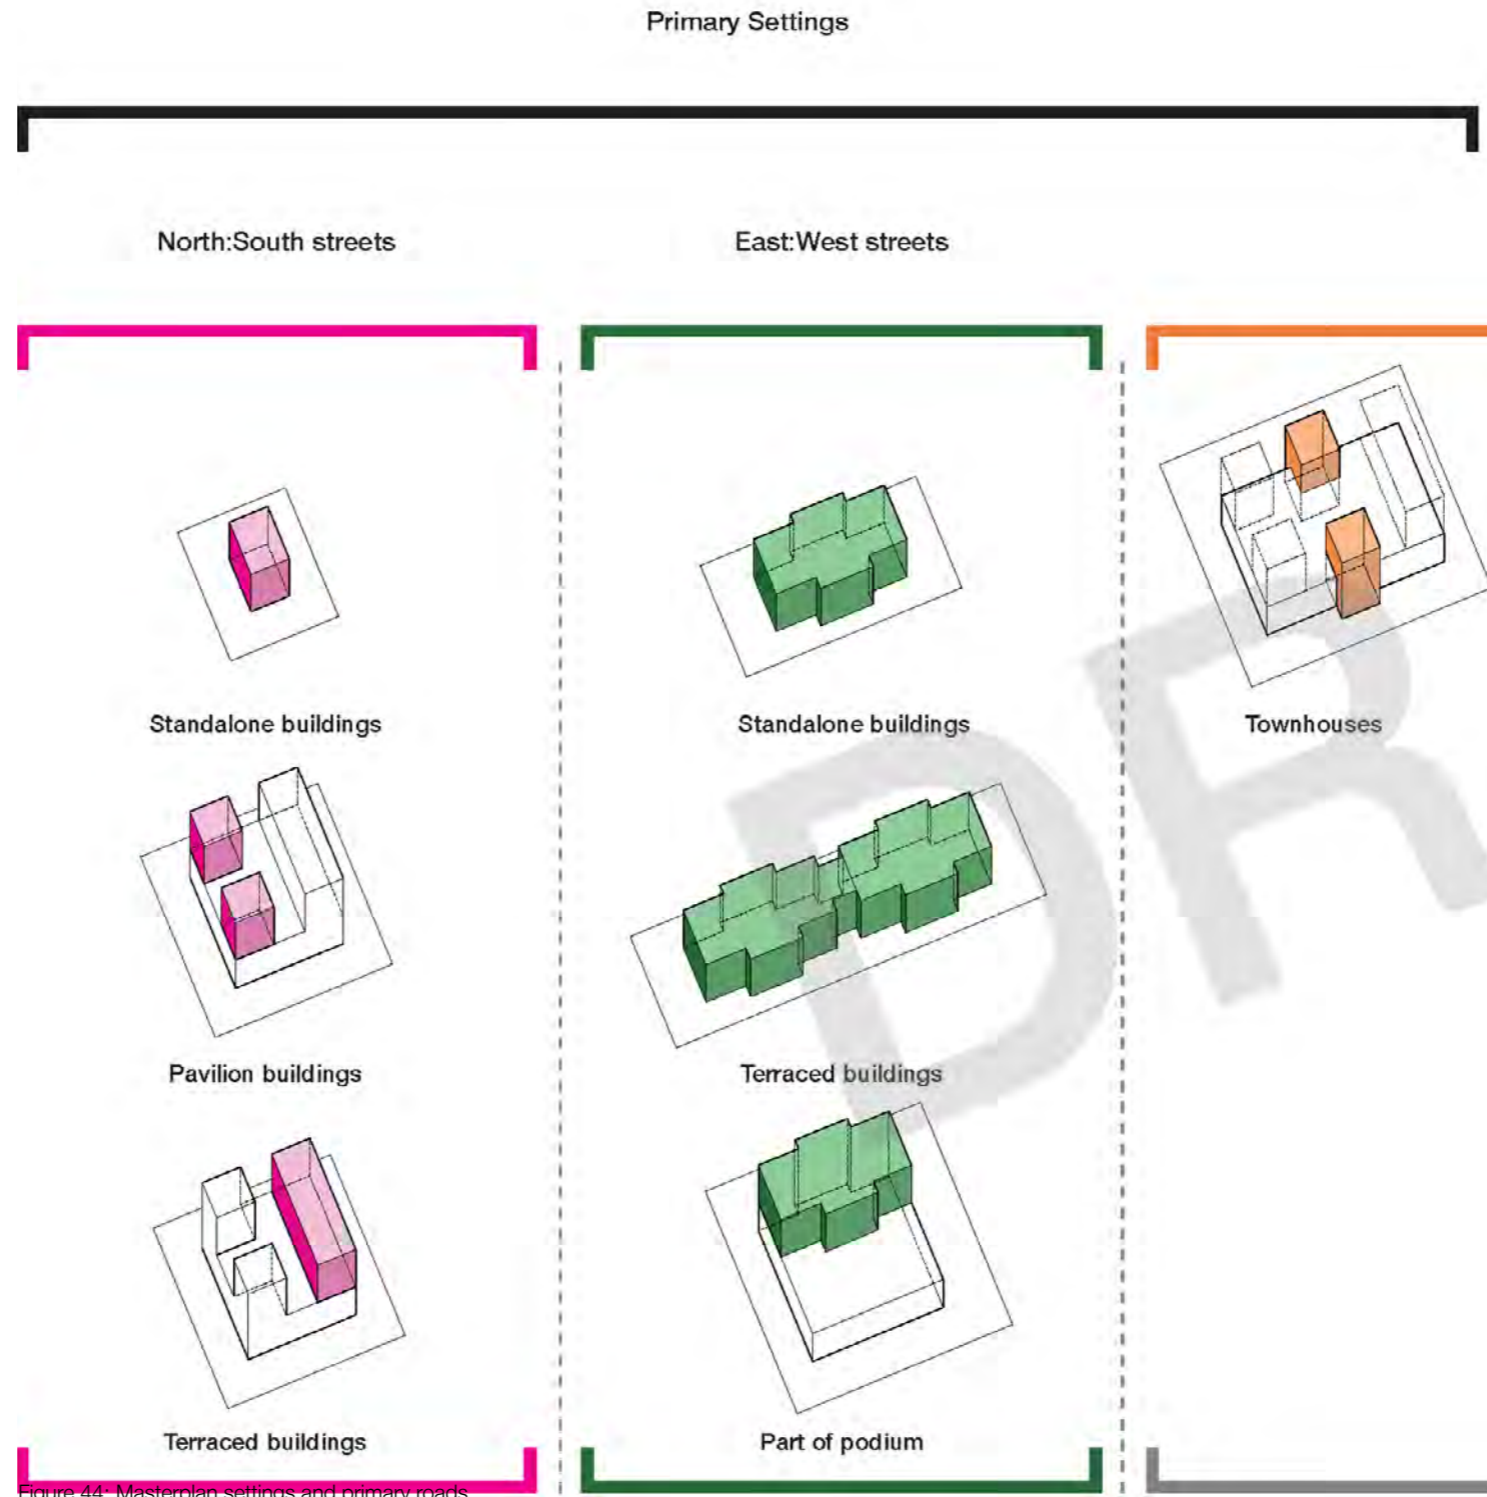 Primary Settings
North:South streets
East:West streets
Standalone buildings
Standalone buildings
Townhouses
Pavilion buildings
Terraced buildings
Terraced buildings
Part of podium
Figure 44: Masterplan settings and primary roads
DR